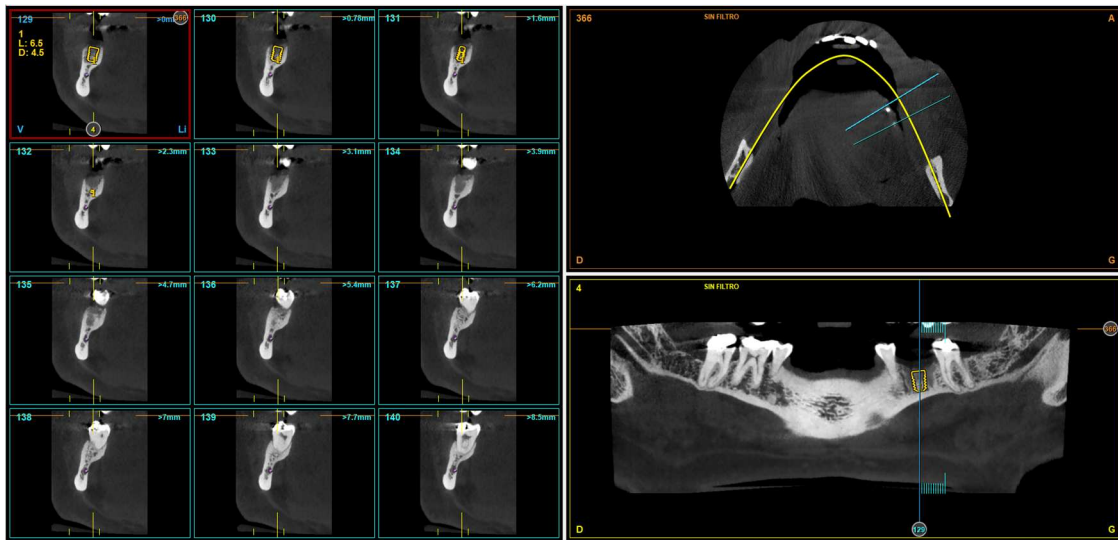 129
>0mm
366
1
L: 6.5
D: 4.5
V
Li
4
130
>0.78mm
131
>1.6mm
132
>2.3mm
133
>3.1mm
134
>3.9mm
135
>4.7mm
136
>5.4mm
137
>6.2mm
138
>7mm
139
>7.7mm
140
>8.5mm
366
SIN FILTRO
A
D
G
4
SIN FILTRO
366
D
129
G